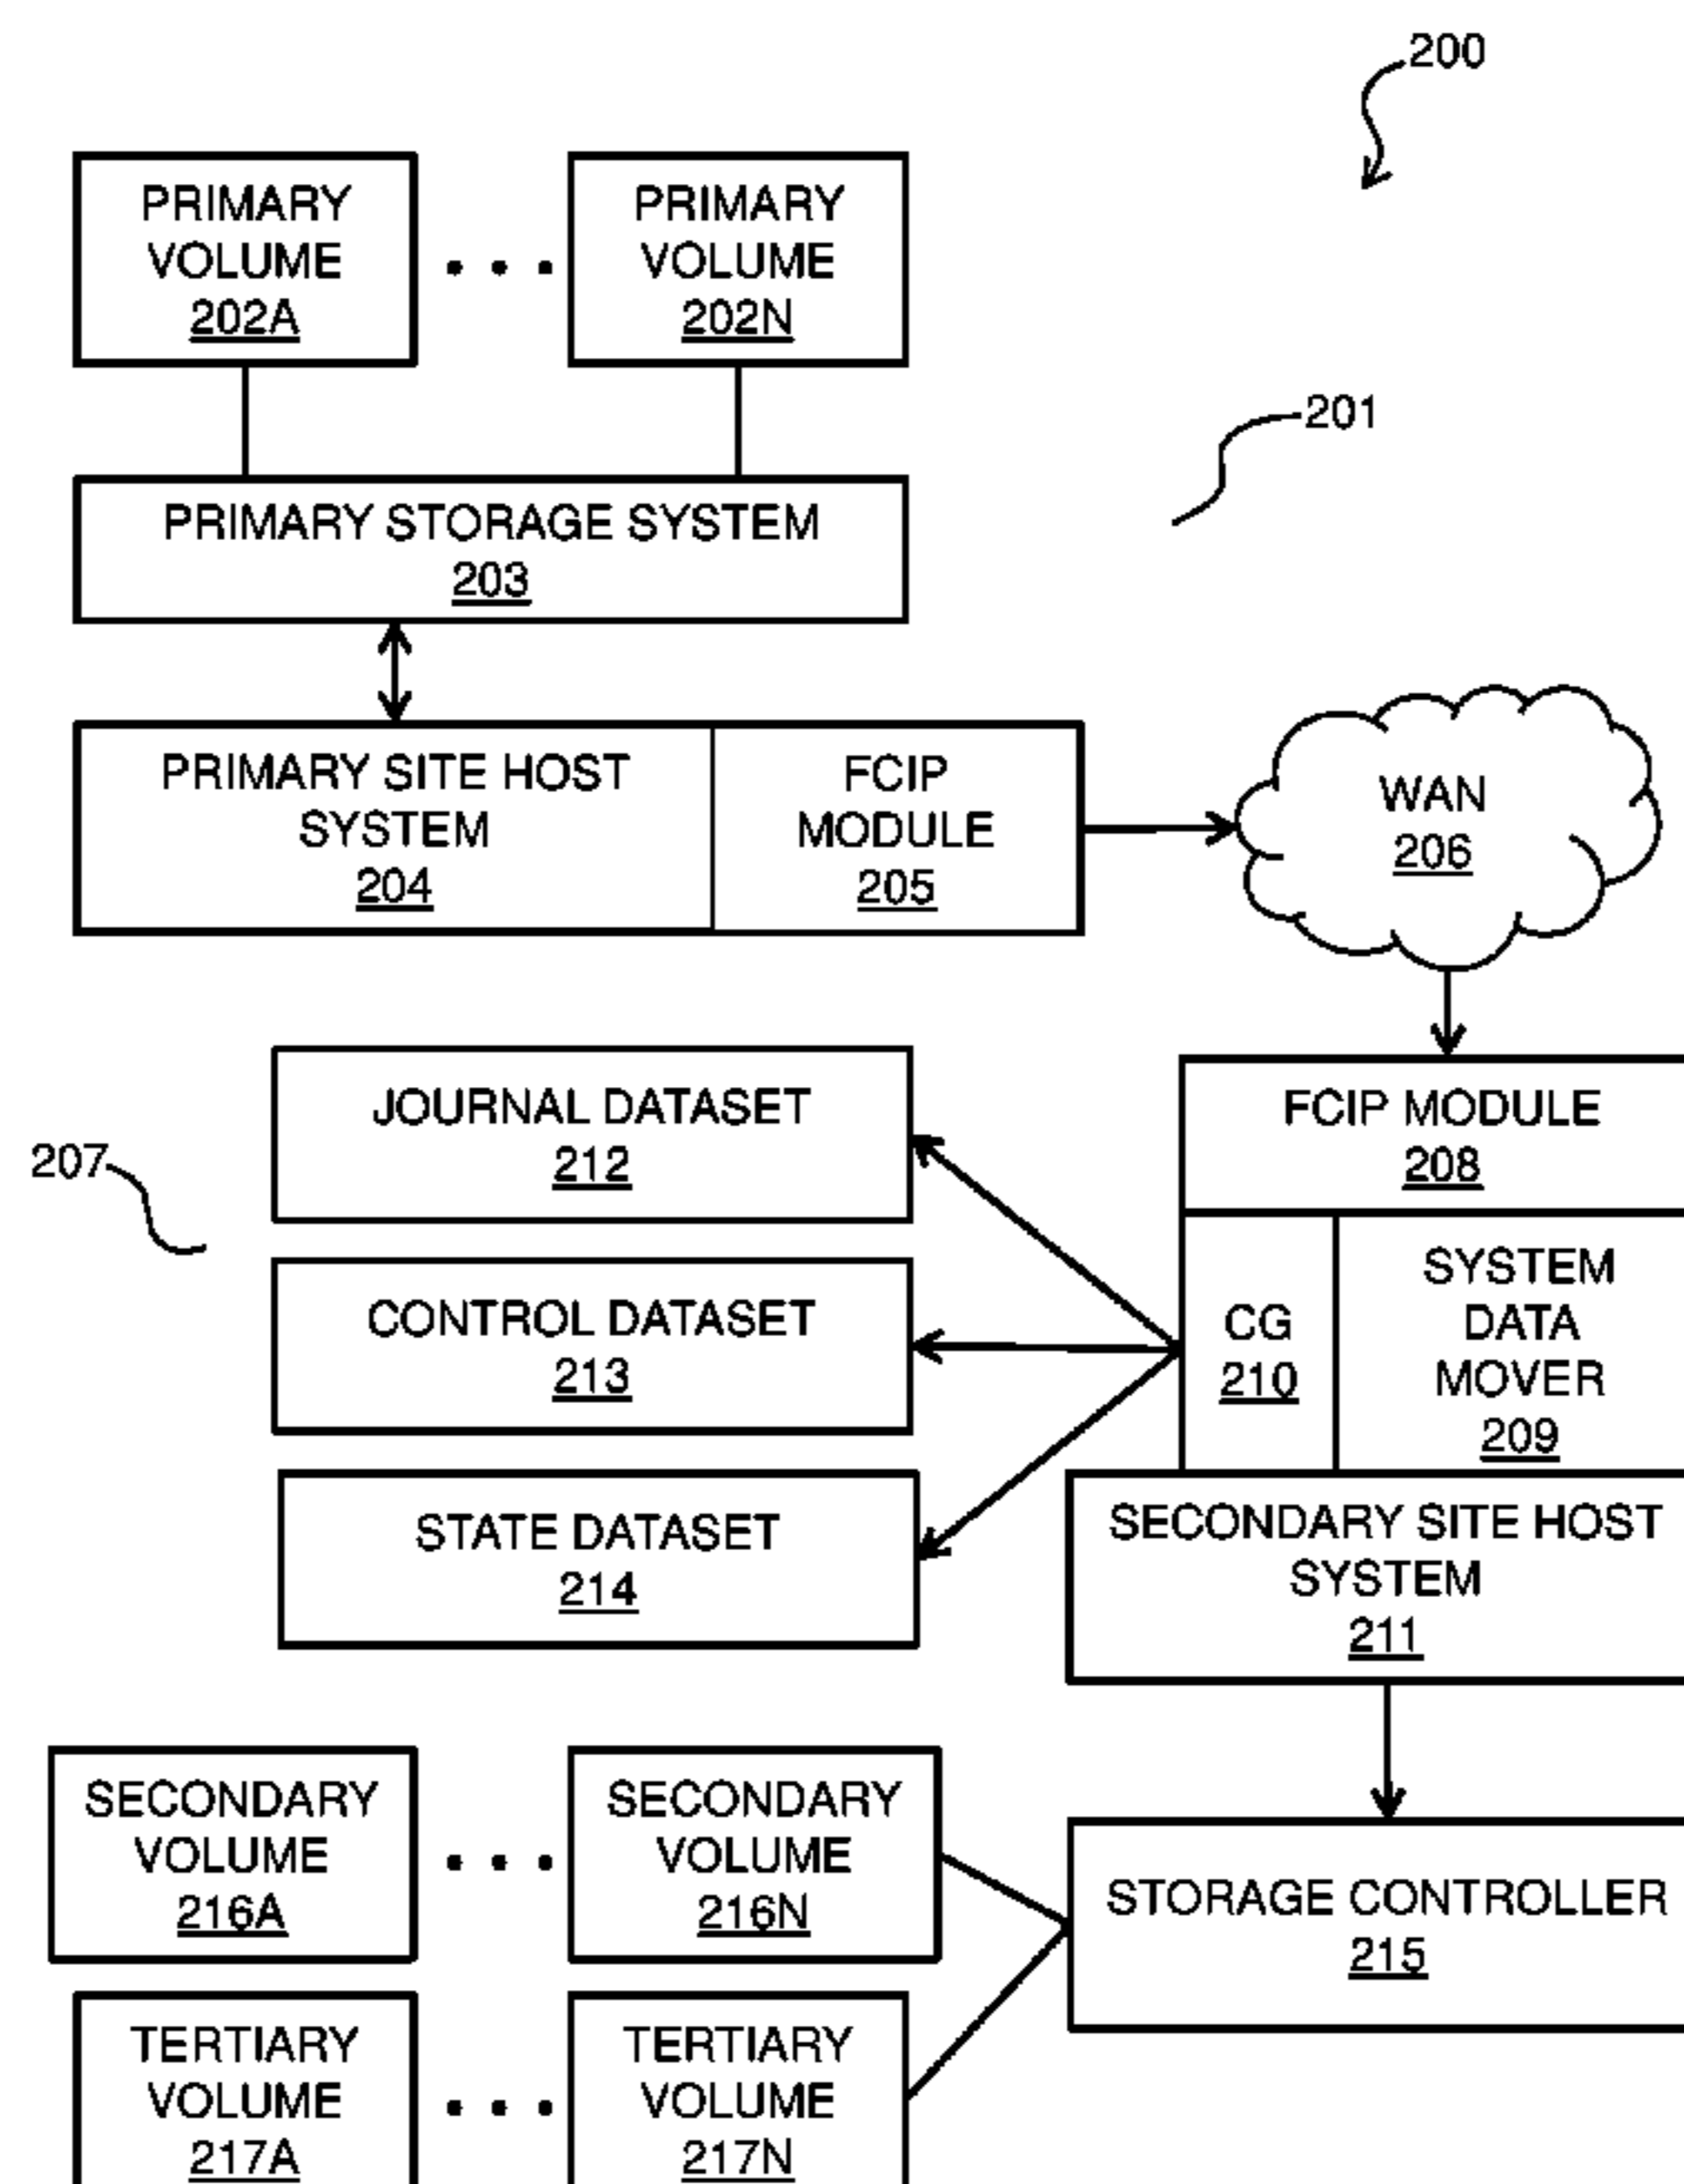 200
PRIMARY
VOLUME
202A
PRIMARY
VOLUME
202N
201
PRIMARY STORAGE SYSTEM
203
PRIMARY SITE HOST
SYSTEM
204
FCIP
MODULE
205
WAN
206
207
JOURNAL DATASET
212
FCIP MODULE
208
CONTROL DATASET
213
CG
210
SYSTEM
DATA
MOVER
209
STATE DATASET
214
SECONDARY SITE HOST
SYSTEM
211
SECONDARY
VOLUME
216A
SECONDARY
VOLUME
216N
STORAGE CONTROLLER
215
TERTIARY
VOLUME
217A
TERTIARY
VOLUME
217N